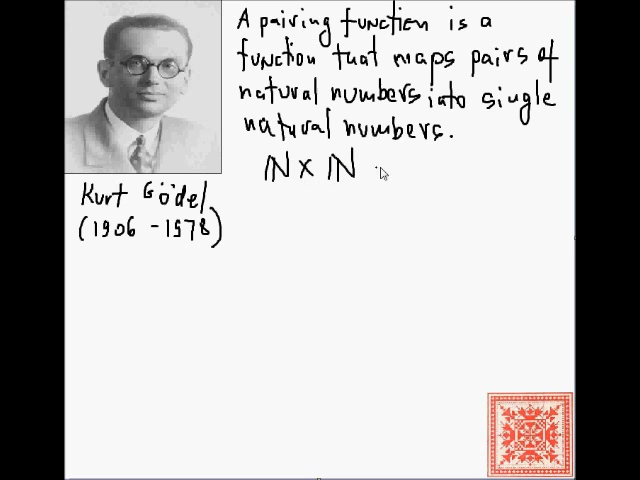 A pairing function is a
function that maps pairs of
natural numbers into single
natural numbers.
ℕ x ℕ
Kurt Gödel
(1906 - 1978)